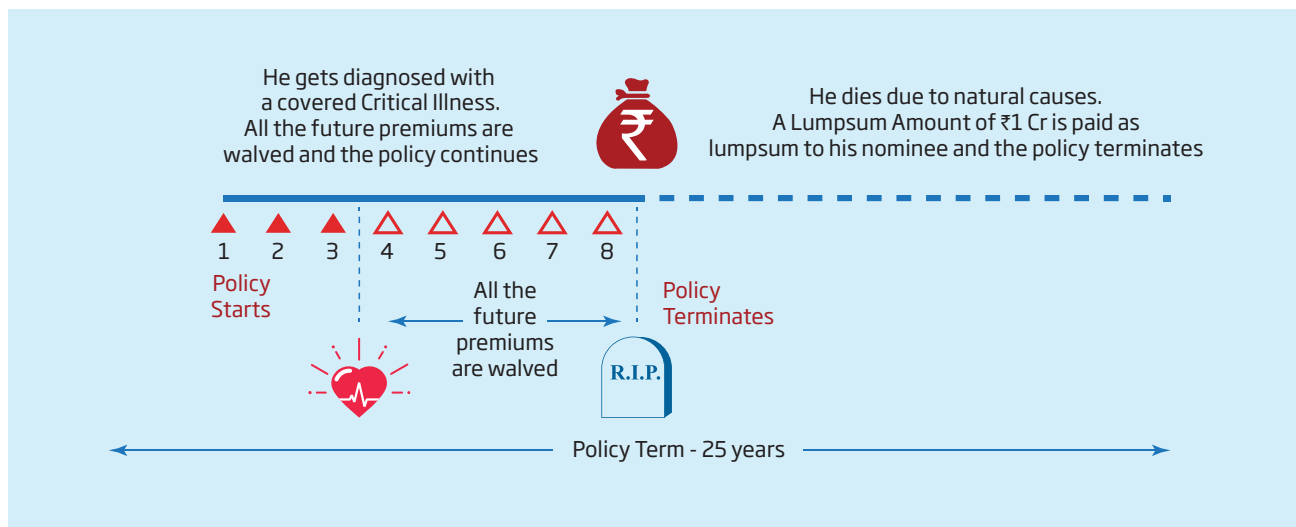 He gets diagnosed with
a covered Critical Illness.
All the future premiums are
walved and the policy continues
₹
He dies due to natural causes.
A Lumpsum Amount of ₹1 Cr is paid as
lumpsum to his nominee and the policy terminates
1 2 3 4 5 6 7 8
Policy
Starts
All the
future
premiums
are walved
Policy
Terminates
R.I.P.
Policy Term - 25 years